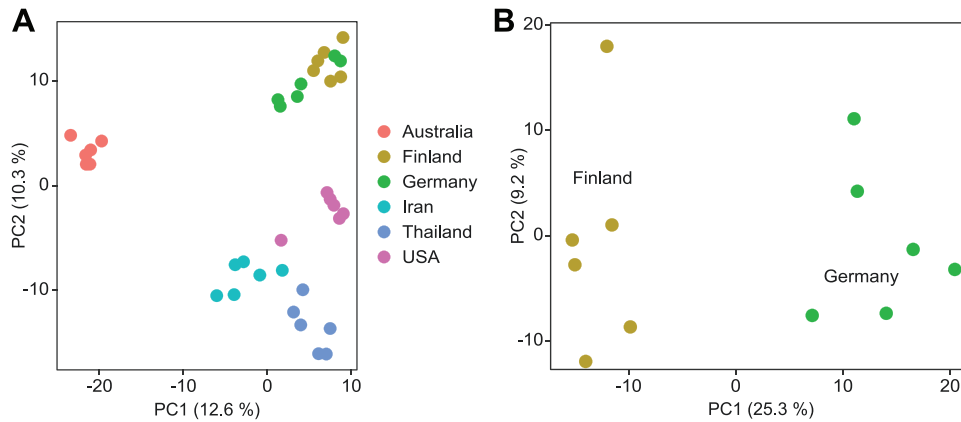 A
10
0
-10
-20
-10
0
10
PC1 (12.6 %)
PC2 (10.3 %)
Australia
Finland
Germany
Iran
Thailand
USA
B
20
10
0
-10
-10
0
10
20
PC1 (25.3 %)
PC2 (9.2 %)
Finland
Germany